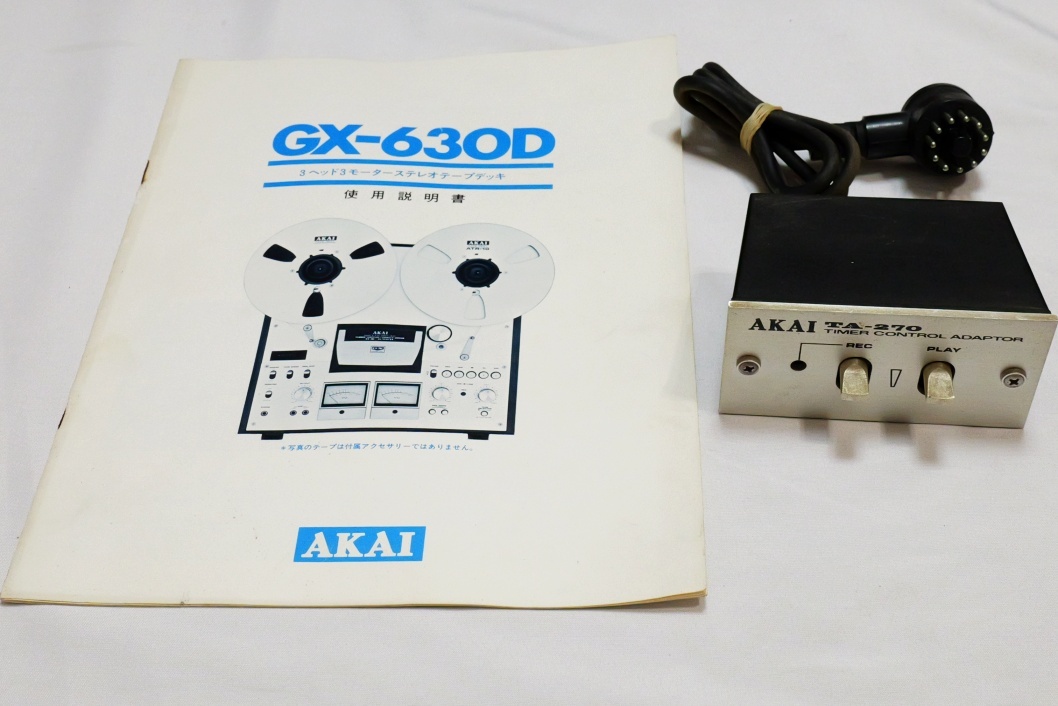 GX-630D
3ヘッド3モーターステレオテープデッキ
使用説明書
AKAI
AKAI
ATR-10
AKAI
*写真のテープは付属アクセサリーではありません。
AKAI
AKAI TA-270
TIMER CONTROL ADAPTOR
REC
PLAY